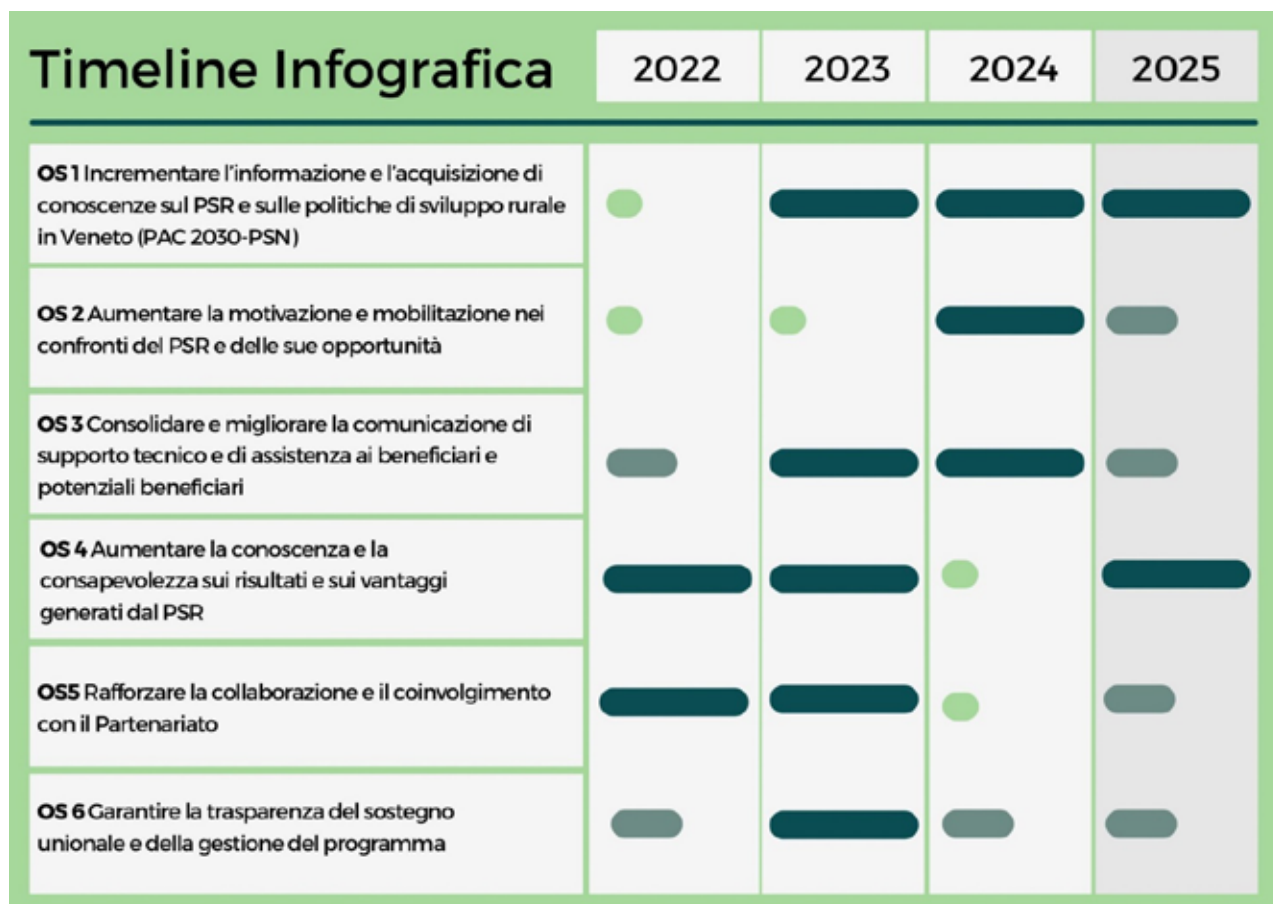 Timeline Infografica
2022
2023
2024
2025
OS 1 Incrementare l'informazione e l'acquisizione di
conoscenze sul PSR e sulle politiche di sviluppo rurale
in Veneto (PAC 2030-PSN)
OS 2 Aumentare la motivazione e mobilitazione nei
confronti del PSR e delle sue opportunità
OS 3 Consolidare e migliorare la comunicazione di
supporto tecnico e di assistenza ai beneficiari e
potenziali beneficiari
OS 4 Aumentare la conoscenza e la
consapevolezza sui risultati e sui vantaggi
generati dal PSR
OS5 Rafforzare la collaborazione e il coinvolgimento
con il Partenariato
OS 6 Garantire la trasparenza del sostegno
unionale e della gestione del programma